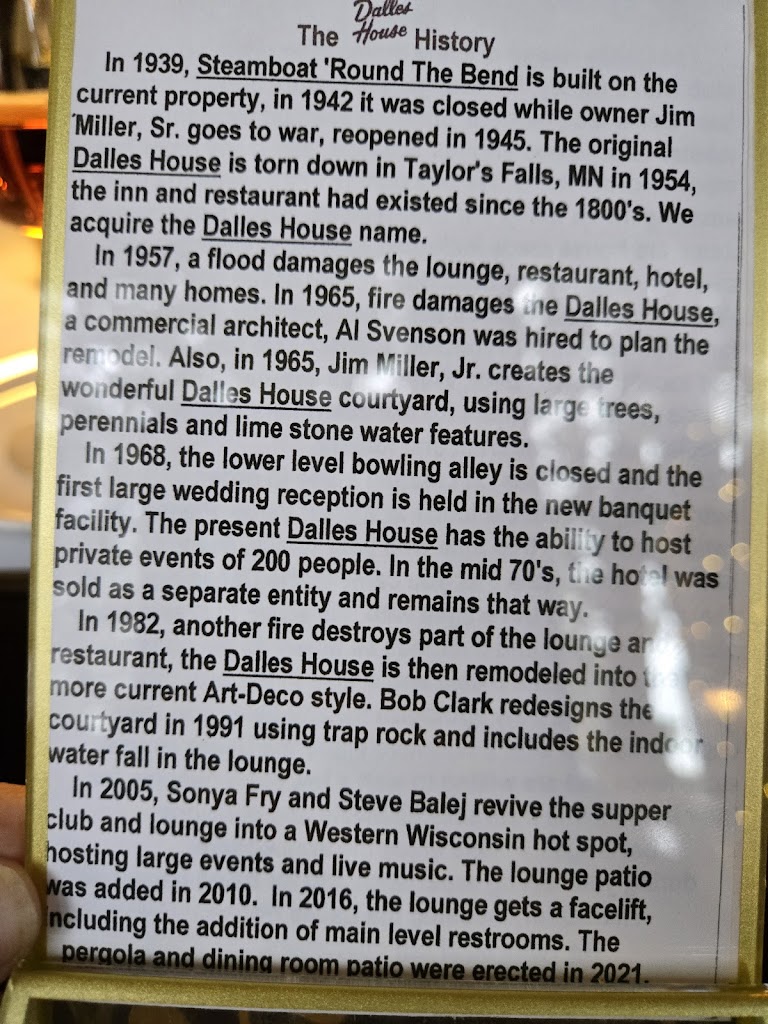 The Dalles House History
In 1939, Steamboat 'Round The Bend is built on the
current property, in 1942 it was closed while owner Jim
Miller, Sr. goes to war, reopened in 1945. The original
Dalles House is torn down in Taylor's Falls, MN in 1954,
the inn and restaurant had existed since the 1800's. We
acquire the Dalles House name.
In 1957, a flood damages the lounge, restaurant, hotel,
and many homes. In 1965, fire damages the Dalles House,
a commercial architect, Al Svenson was hired to plan the
remodel. Also, in 1965, Jim Miller, Jr. creates the
wonderful Dalles House courtyard, using large trees,
perennials and lime stone water features.
In 1968, the lower level bowling alley is closed and the
first large wedding reception is held in the new banquet
facility. The present Dalles House has the ability to host
private events of 200 people. In the mid 70's, the hotel was
sold as a separate entity and remains that way.
In 1982, another fire destroys part of the lounge and
restaurant, the Dalles House is then remodeled into the
more current Art-Deco style. Bob Clark redesigns the
courtyard in 1991 using trap rock and includes the indoor
water fall in the lounge.
In 2005, Sonya Fry and Steve Balej revive the supper
club and lounge into a Western Wisconsin hot spot,
hosting large events and live music. The lounge patio
was added in 2010. In 2016, the lounge gets a facelift,
including the addition of main level restrooms. The
pergola and dining room patio were erected in 2021.